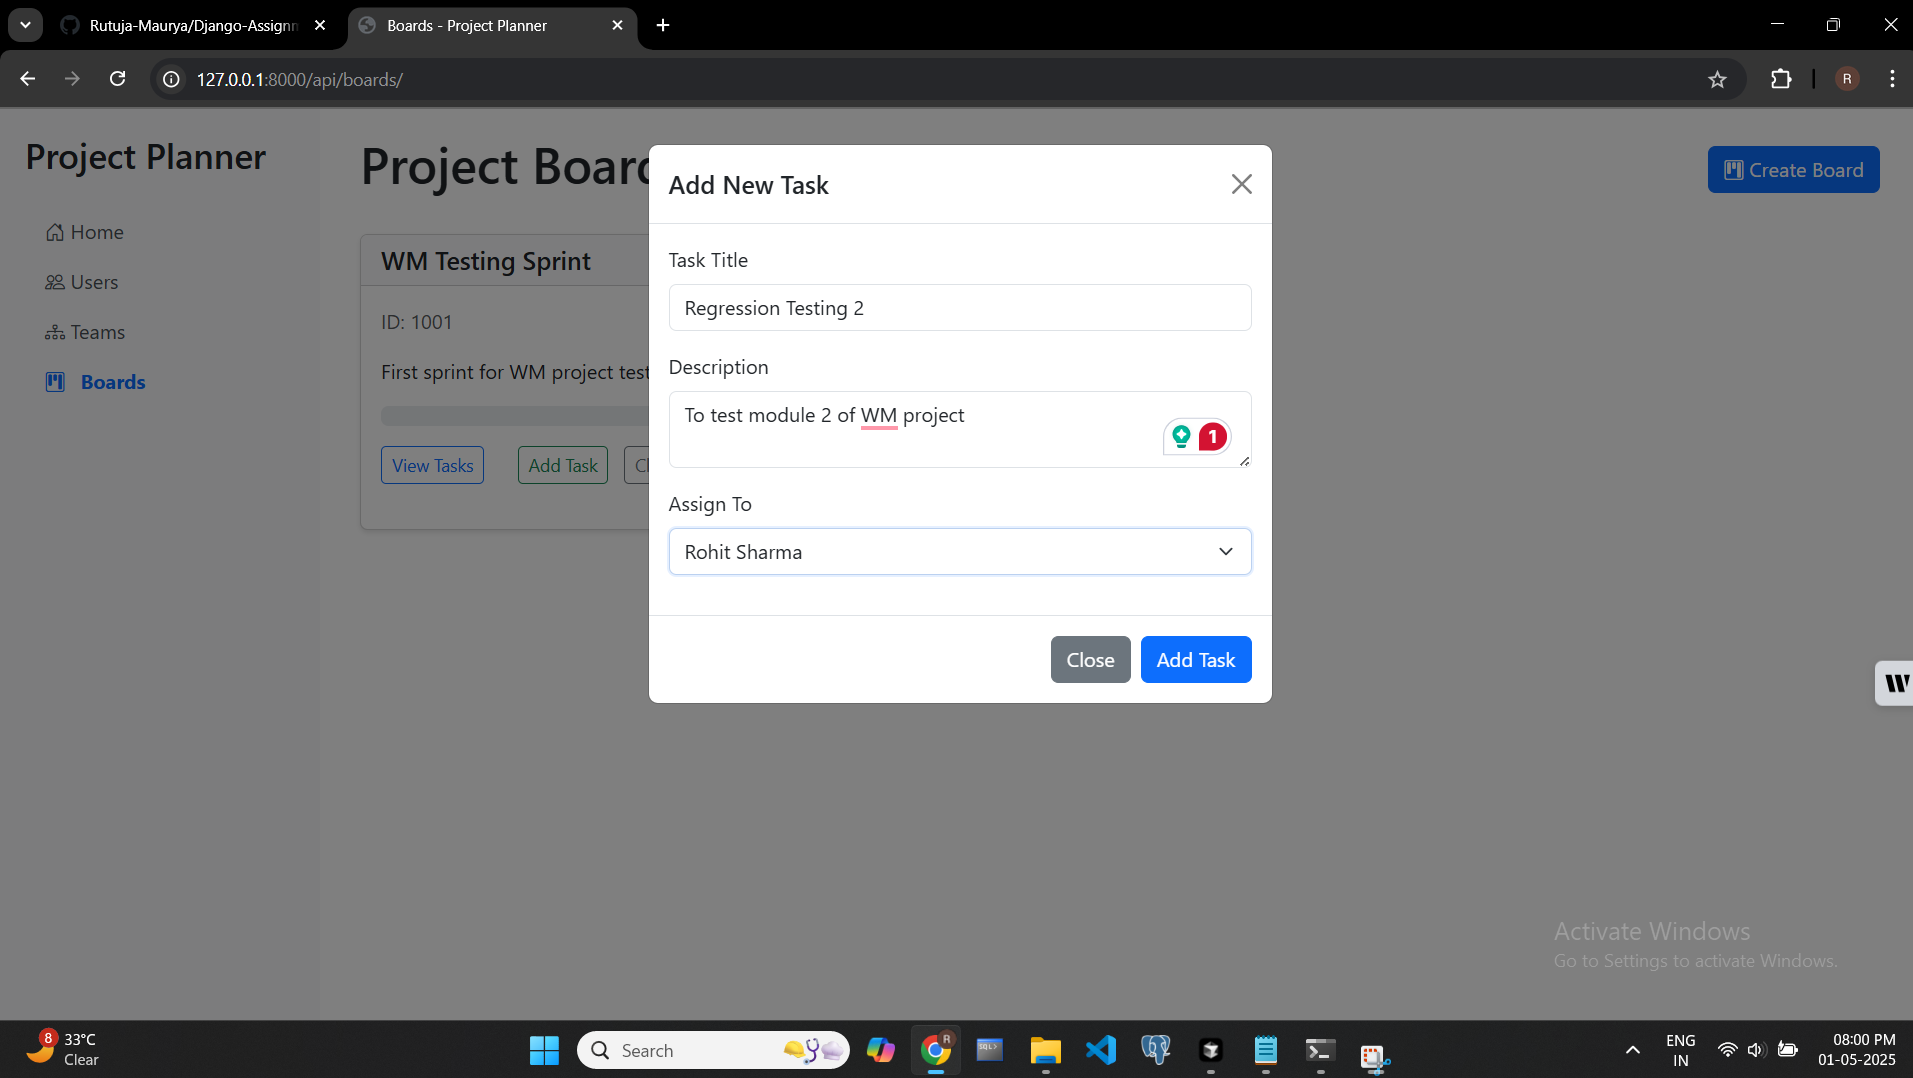 Rutuja-Maurya/Django-Assignm
Boards - Project Planner
127.0.0.1:8000/api/boards/
R
Project Planner
Home
Users
Teams
Boards
Project Board
Create Board
WM Testing Sprint
ID: 1001
First sprint for WM project test
View Tasks
Add Task
Cl
Add New Task
Task Title
Regression Testing 2
Description
To test module 2 of WM project
1
Assign To
Rohit Sharma
Close
Add Task
W
Activate Windows
Go to Settings to activate Windows.
8
33°C
Clear
Search
R
SQL>
ENG
IN
08:00 PM
01-05-2025